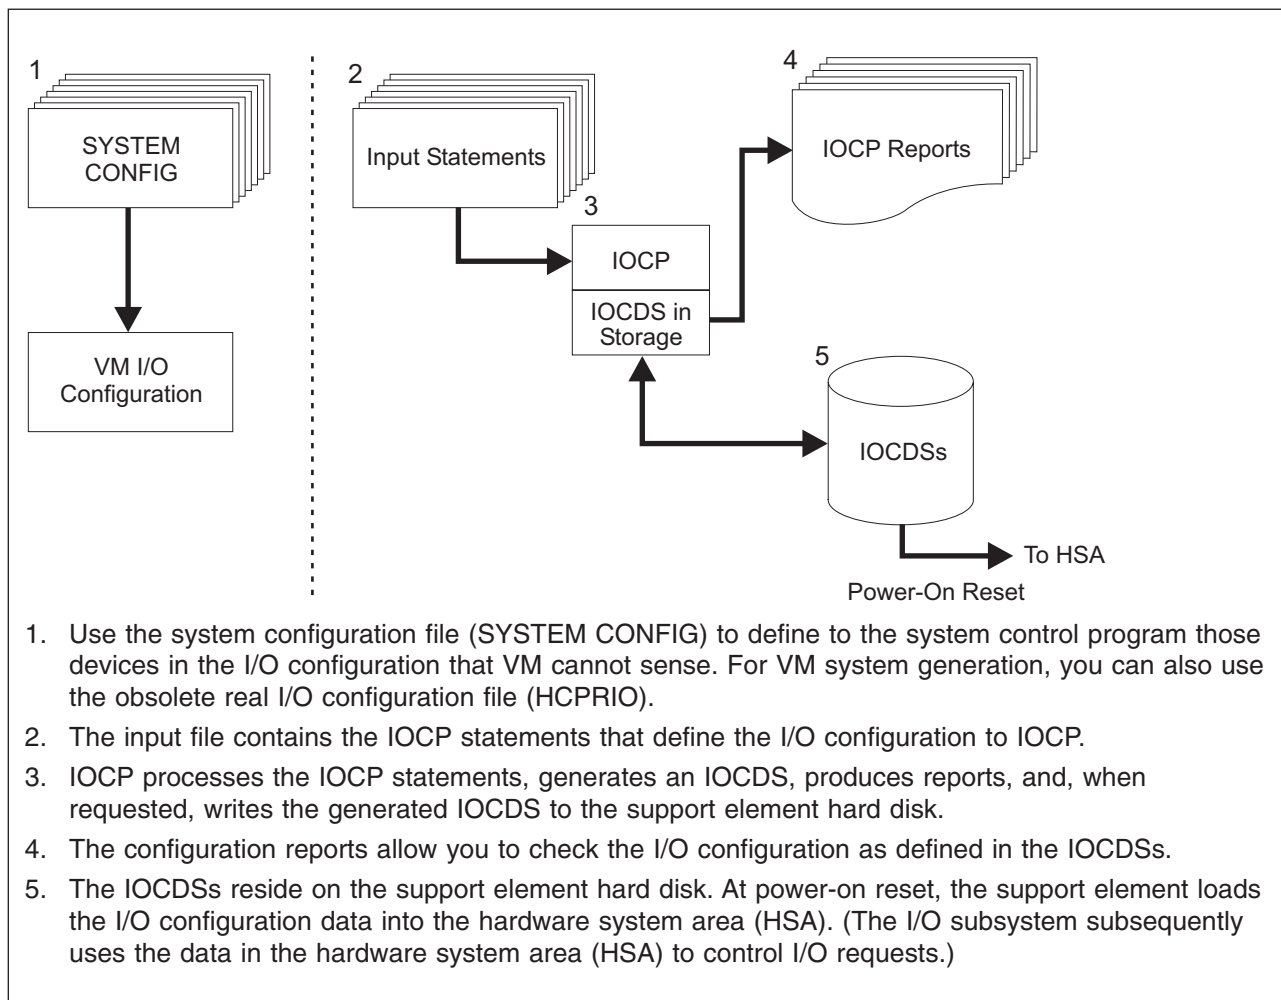 1
SYSTEM
CONFIG
VM I/O
Configuration
2
Input Statements
3
IOCP
IOCDS in
Storage
4
IOCP Reports
5
IOCDSs
To HSA
Power-On Reset
1. Use the system configuration file (SYSTEM CONFIG) to define to the system control program those
devices in the I/O configuration that VM cannot sense. For VM system generation, you can also use
the obsolete real I/O configuration file (HCPRIO).
2. The input file contains the IOCP statements that define the I/O configuration to IOCP.
3. IOCP processes the IOCP statements, generates an IOCDS, produces reports, and, when
requested, writes the generated IOCDS to the support element hard disk.
4. The configuration reports allow you to check the I/O configuration as defined in the IOCDSs.
5. The IOCDSs reside on the support element hard disk. At power-on reset, the support element loads
the I/O configuration data into the hardware system area (HSA). (The I/O subsystem subsequently
uses the data in the hardware system area (HSA) to control I/O requests.)